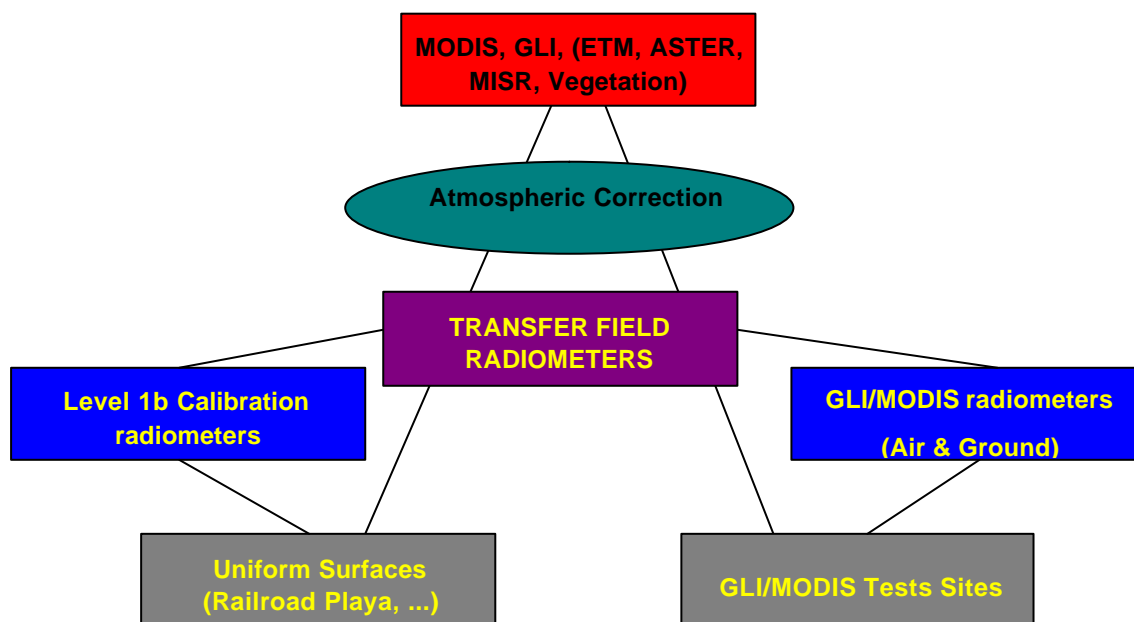 MODIS, GLI, (ETM, ASTER,
MISR, Vegetation)
Atmospheric Correction
TRANSFER FIELD
RADIOMETERS
Level 1b Calibration
radiometers
GLI/MODIS radiometers
(Air & Ground)
Uniform Surfaces
(Railroad Playa, ...)
GLI/MODIS Tests Sites